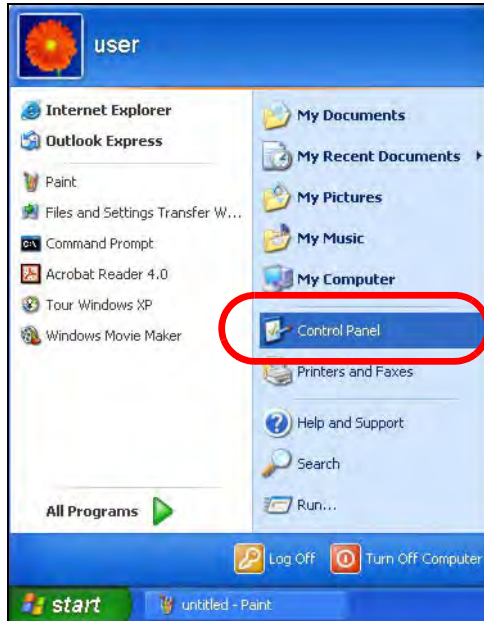 user
Internet Explorer
Outlook Express
Paint
Files and Settings Transfer W...
Command Prompt
Acrobat Reader 4.0
Tour Windows XP
Windows Movie Maker
All Programs
My Documents
My Recent Documents
My Pictures
My Music
My Computer
Control Panel
Printers and Faxes
Help and Support
Search
Run...
Log Off
Turn Off Computer
start
untitled - Paint